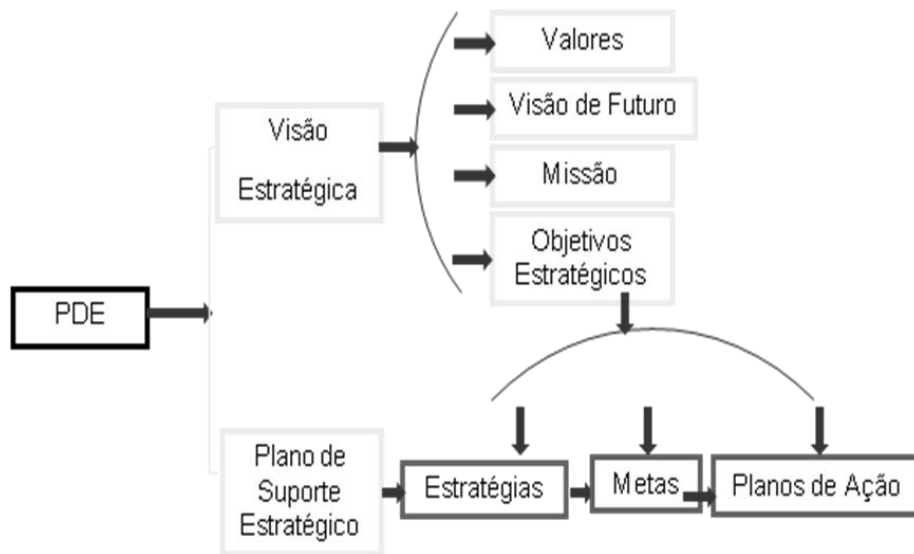 PDE
Visão
Estratégica
Valores
Visão de Futuro
Missão
Objetivos
Estratégicos
Plano de
Suporte
Estratégico
Estratégias
Metas
Planos de Ação